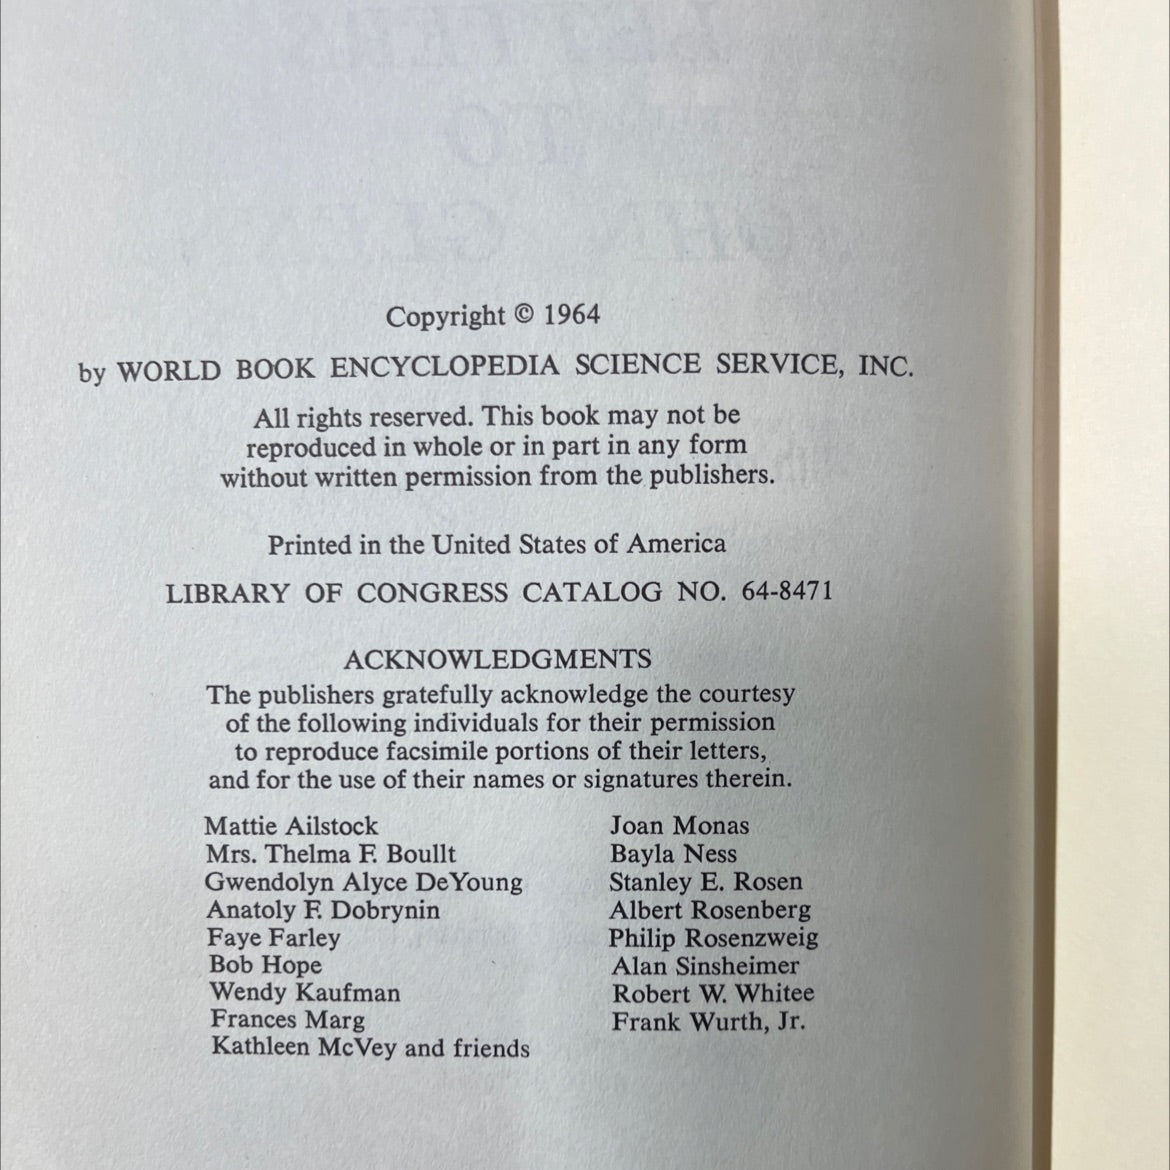 Copyright © 1964
by WORLD BOOK ENCYCLOPEDIA SCIENCE SERVICE, INC.
All rights reserved. This book may not be
reproduced in whole or in part in any form
without written permission from the publishers.
Printed in the United States of America
LIBRARY OF CONGRESS CATALOG NO. 64-8471
ACKNOWLEDGMENTS
The publishers gratefully acknowledge the courtesy
of the following individuals for their permission
to reproduce facsimile portions of their letters,
and for the use of their names or signatures therein.
Mattie Ailstock
Mrs. Thelma F. Boullt
Gwendolyn Alyce DeYoung
Anatoly F. Dobrynin
Faye Farley
Bob Hope
Wendy Kaufman
Frances Marg
Kathleen McVey and friends
Joan Monas
Bayla Ness
Stanley E. Rosen
Albert Rosenberg
Philip Rosenzweig
Alan Sinsheimer
Robert W. Whitee
Frank Wurth, Jr.